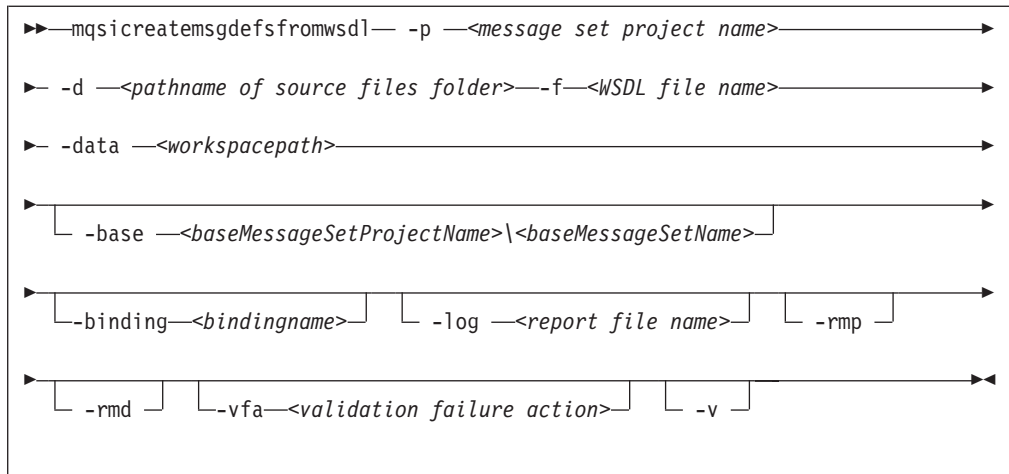 mqsicreatemsgdefsfromwsdl -p <message set project name>
-d <pathname of source files folder> -f <WSDL file name>
-data <workspacepath>
-base <baseMessageSetProjectName>\<baseMessageSetName>
-binding <bindingname> -log <report file name> -rmp
-rmd -vfa <validation failure action> -v